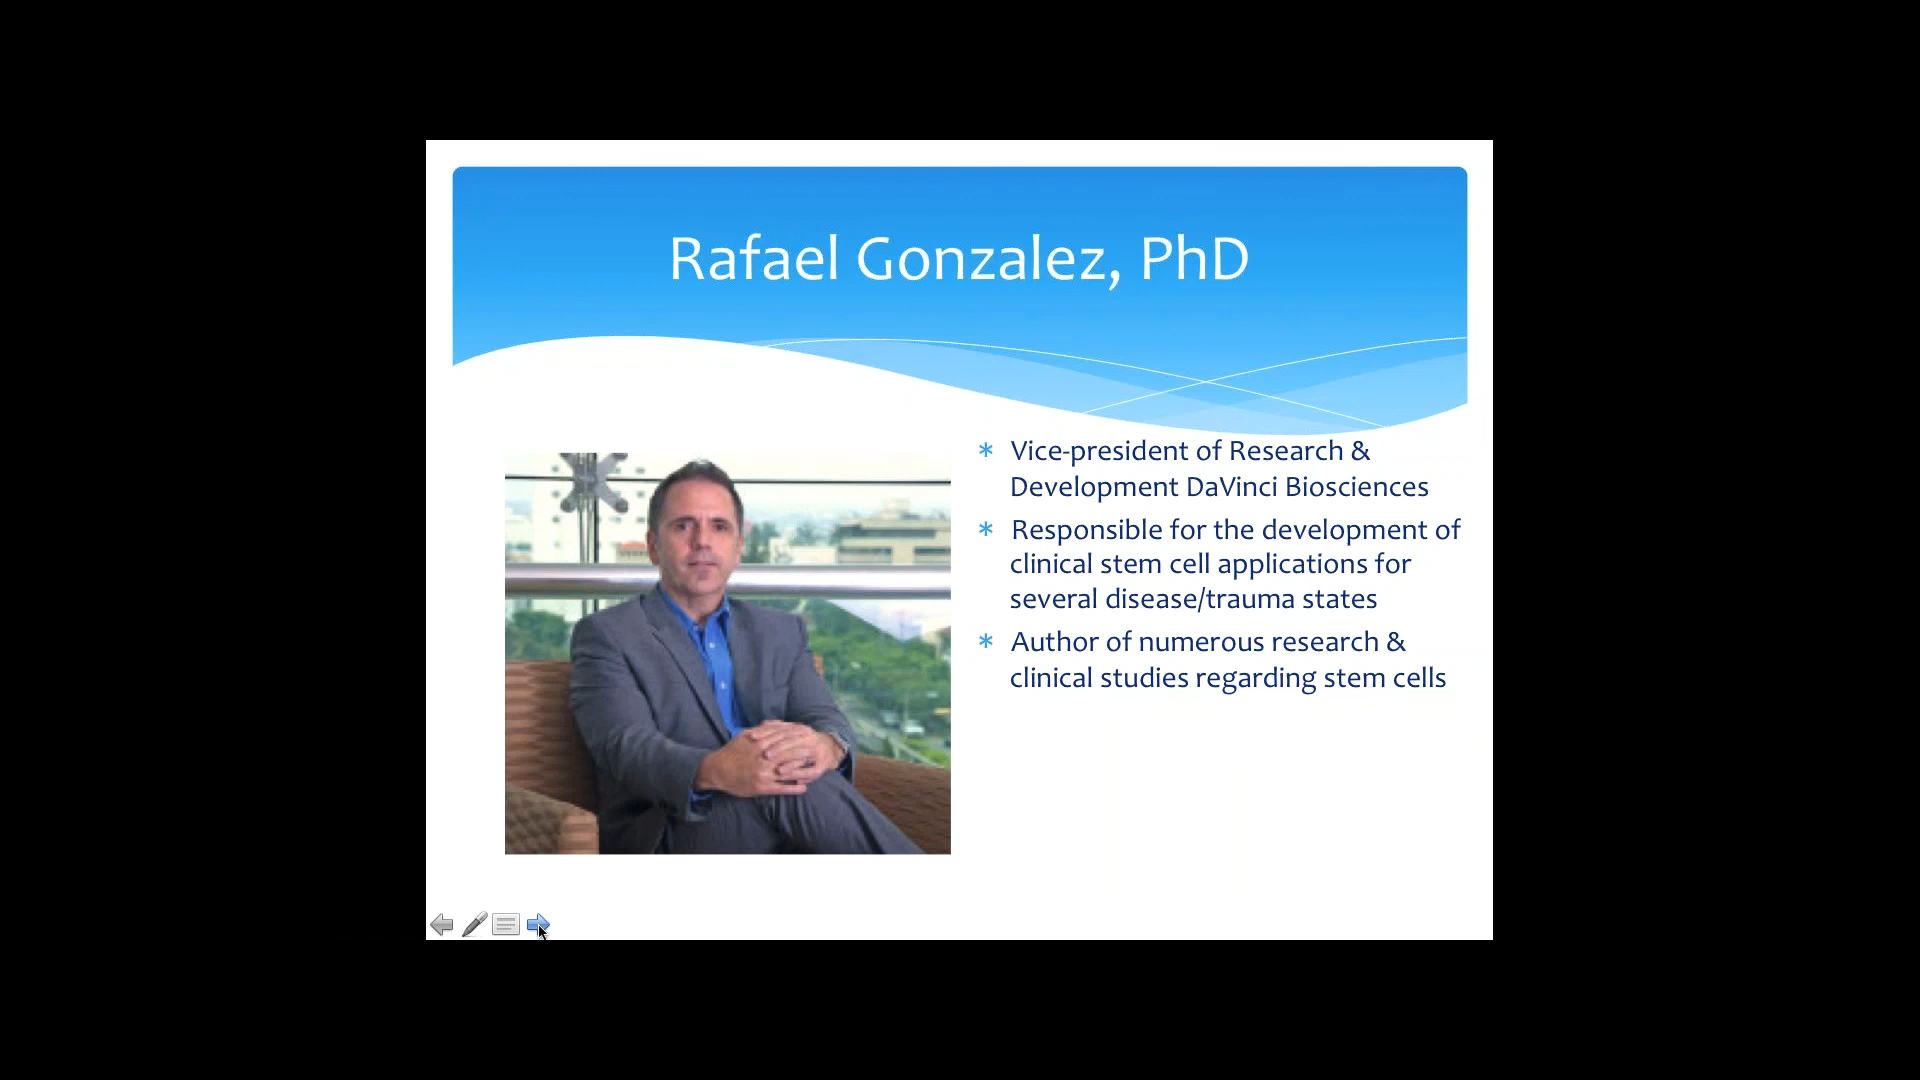 Rafael Gonzalez, PhD
* Vice-president of Research &
Development DaVinci Biosciences
* Responsible for the development of
clinical stem cell applications for
several disease/trauma states
* Author of numerous research &
clinical studies regarding stem cells